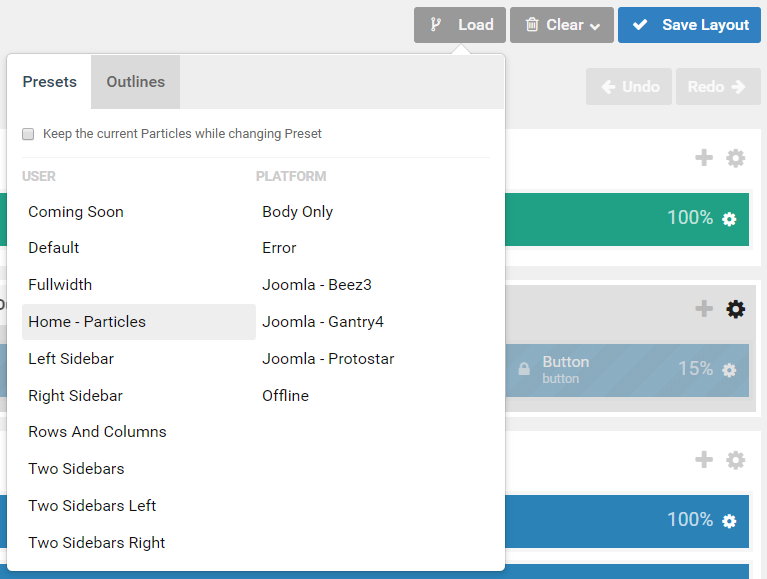 Load
Clear
Save Layout
Presets
Outlines
Undo
Redo
Keep the current Particles while changing Preset
USER
PLATFORM
Coming Soon
Body Only
Default
Error
Fullwidth
Joomla - Beez3
Home - Particles
Joomla - Gantry4
Left Sidebar
Joomla - Protostar
Right Sidebar
Offline
Rows And Columns
Two Sidebars
Two Sidebars Left
Two Sidebars Right
100%
Button
button
15%
100%